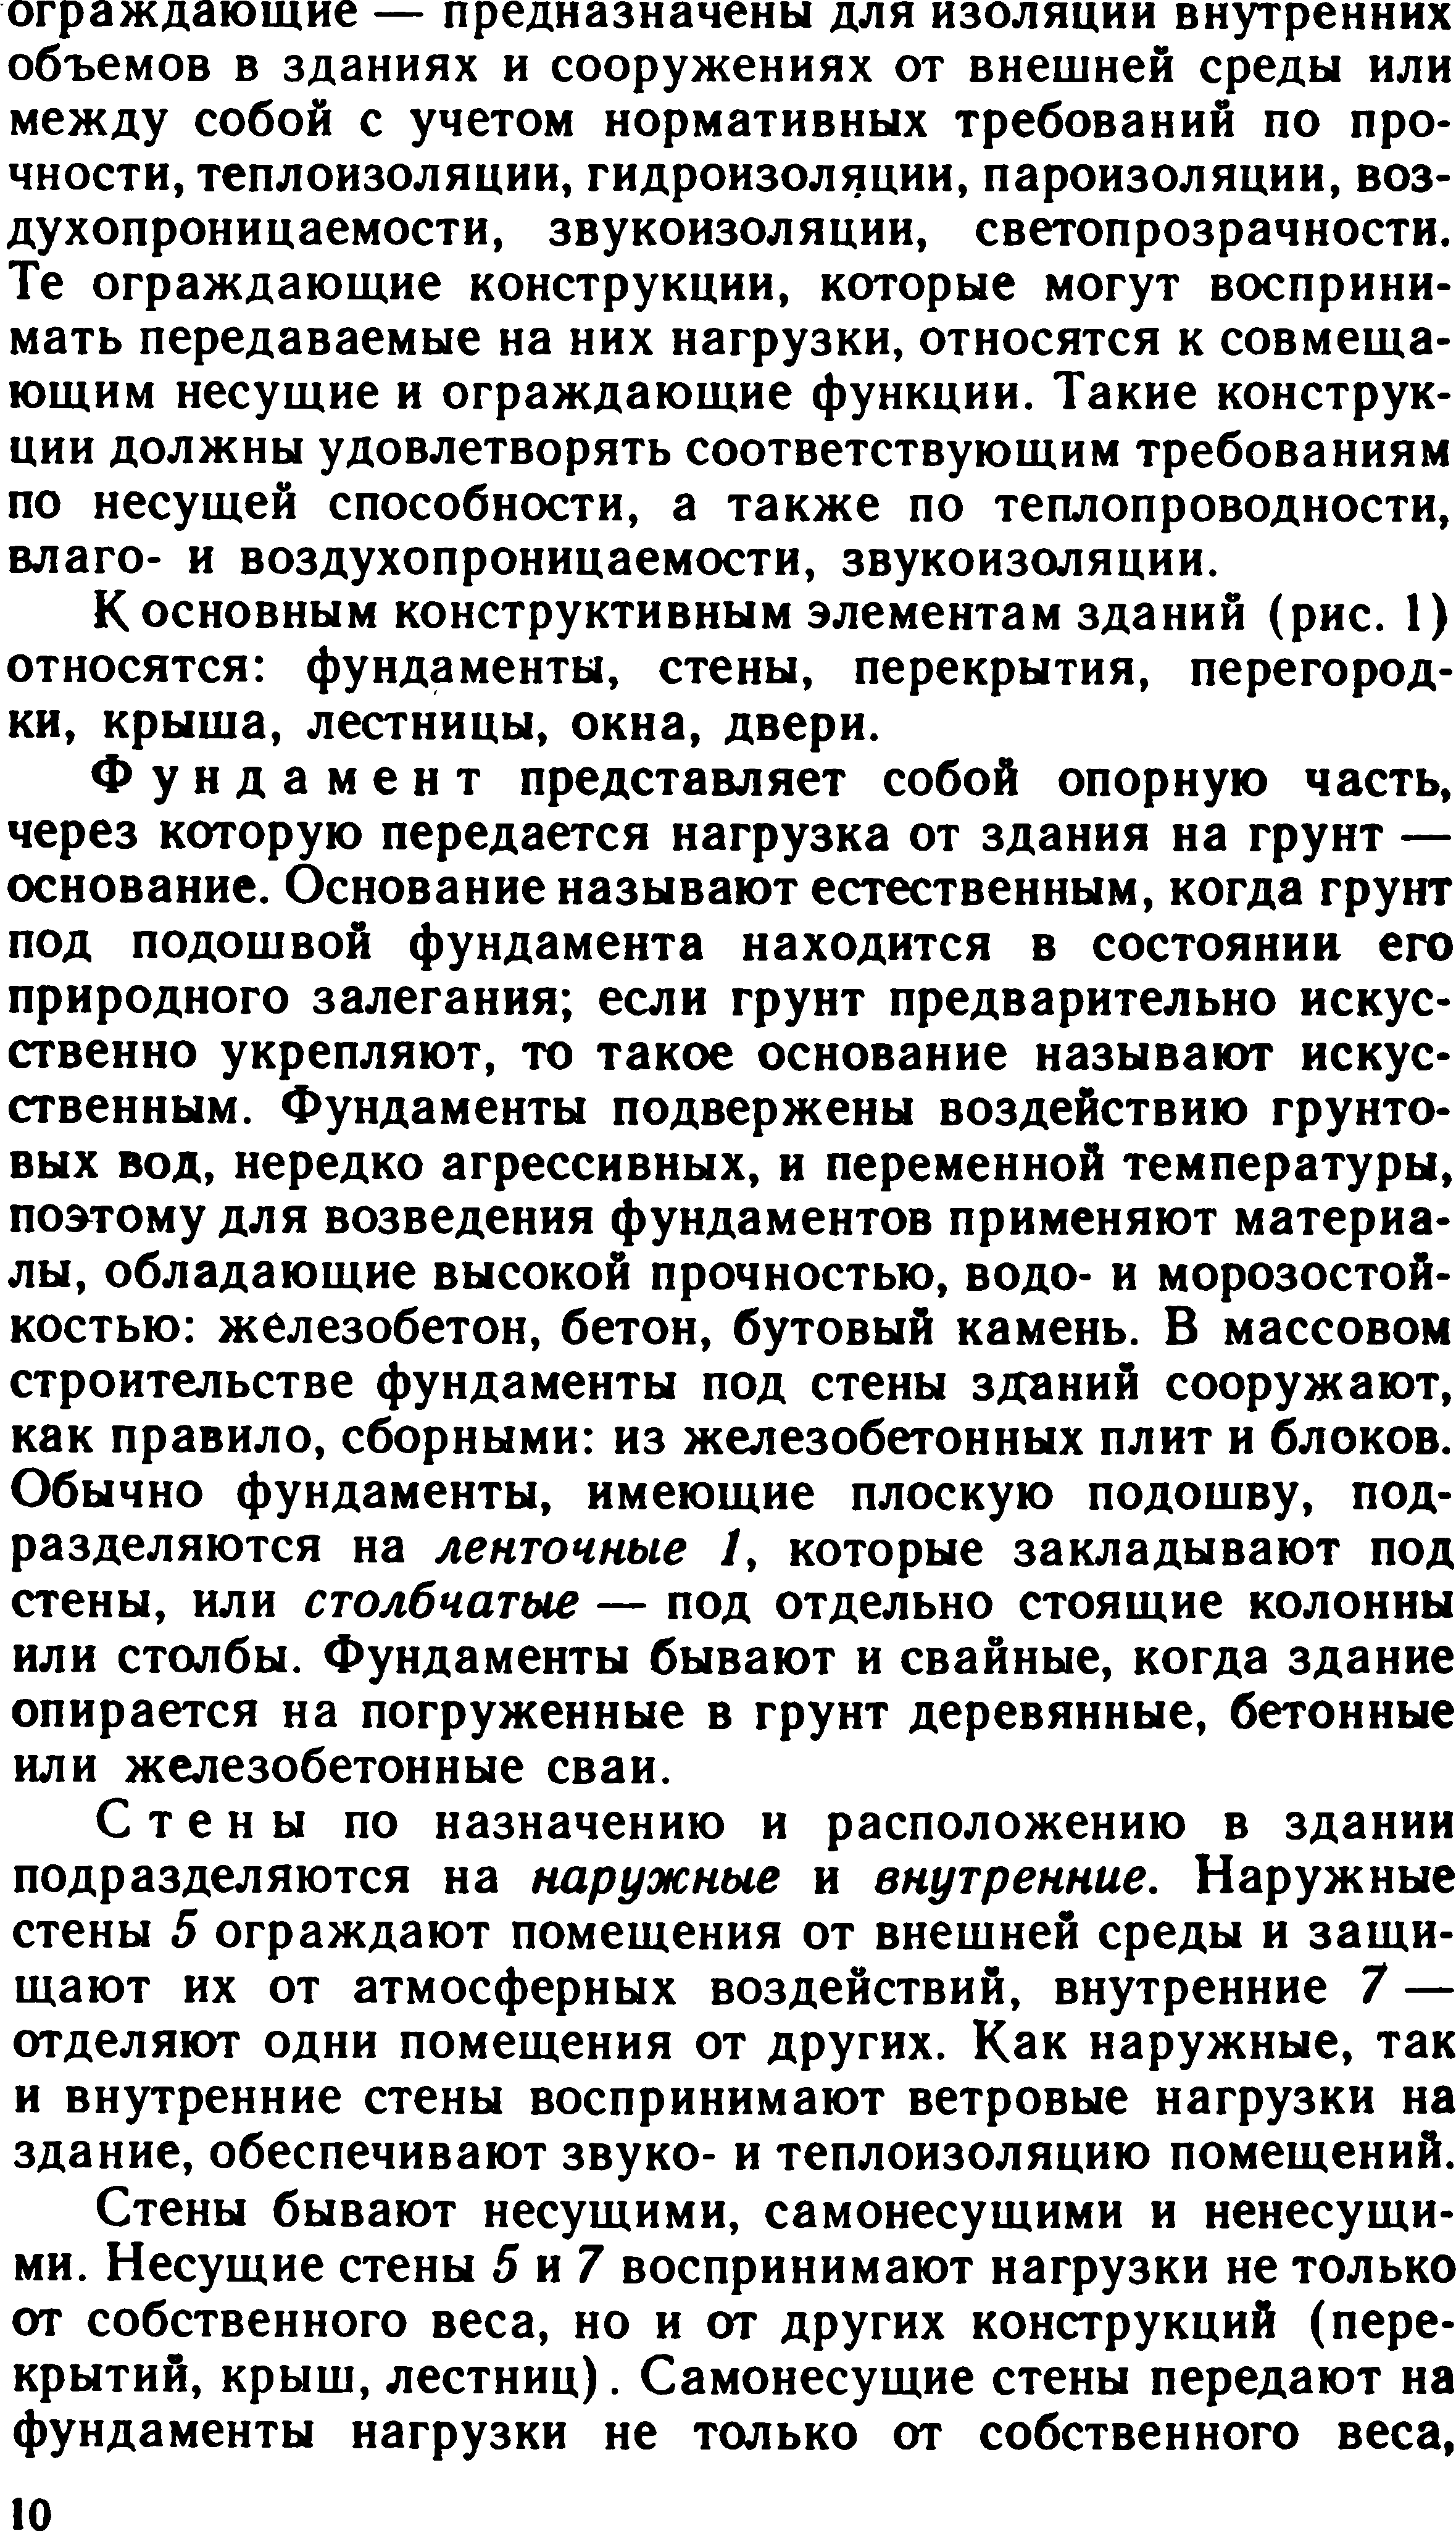 ограждающие — предназначены для изоляции внутренних
объемов в зданиях и сооружениях от внешней среды или
между собой с учетом нормативных требований по про-
чности, теплоизоляции, гидроизоляции, пароизоляции, воз-
духопроницаемости, звукоизоляции, светопрозрачности.
Те ограждающие конструкции, которые могут восприни-
мать передаваемые на них нагрузки, относятся к совмеща-
ющим несущие и ограждающие функции. Такие конструк-
ции должны удовлетворять соответствующим требованиям
по несущей способности, а также по теплопроводности,
влаго- и воздухопроницаемости, звукоизоляции.
К основным конструктивным элементам зданий (рис. 1)
относятся: фундаменты, стены, перекрытия, перегород-
ки, крыша, лестницы, окна, двери.
Фундамент представляет собой опорную часть,
через которую передается нагрузка от здания на грунт —
основание. Основание называют естественным, когда грунт
под подошвой фундамента находится в состоянии его
природного залегания; если грунт предварительно искус-
ственно укрепляют, то такое основание называют искус-
ственным. Фундаменты подвержены воздействию грунто-
вых вод, нередко агрессивных, и переменной температуры,
поэтому для возведения фундаментов применяют материа-
лы, обладающие высокой прочностью, водо- и морозостой-
костью: железобетон, бетон, бутовый камень. В массовом
строительстве фундаменты под стены зданий сооружают,
как правило, сборными: из железобетонных плит и блоков.
Обычно фундаменты, имеющие плоскую подошву, под-
разделяются на ленточные 1, которые закладывают под
стены, или столбчатые — под отдельно стоящие колонны
или столбы. Фундаменты бывают и свайные, когда здание
опирается на погруженные в грунт деревянные, бетонные
или железобетонные сваи.
Стены по назначению и расположению в здании
подразделяются на наружные и внутренние. Наружные
стены 5 ограждают помещения от внешней среды и защи-
щают их от атмосферных воздействий, внутренние 7 —
отделяют одни помещения от других. Как наружные, так
и внутренние стены воспринимают ветровые нагрузки на
здание, обеспечивают звуко- и теплоизоляцию помещений.
Стены бывают несущими, самонесущими и ненесущи-
ми. Несущие стены 5 и 7 воспринимают нагрузки не только
от собственного веса, но и от других конструкций (пере-
крытий, крыш, лестниц). Самонесущие стены передают на
фундаменты нагрузки не только от собственного веса,
10